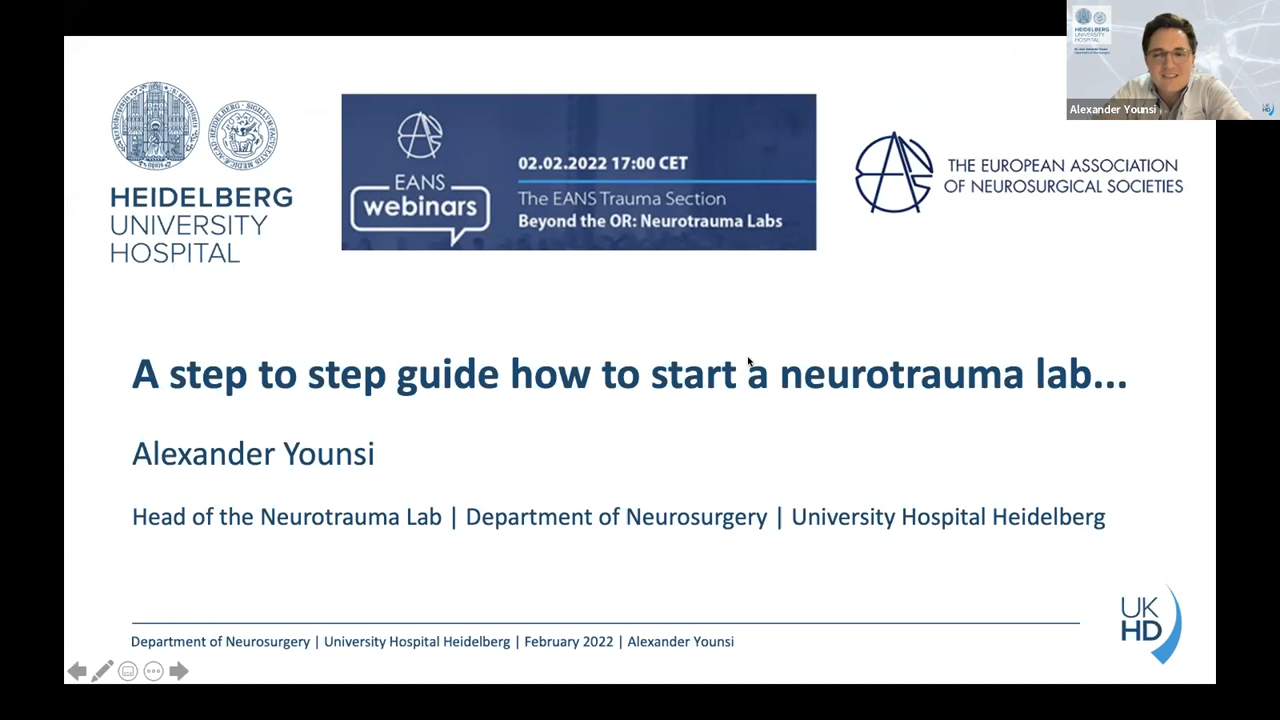 HEIDELBERG
UNIVERSITY
HOSPITAL
Alexander Younsi
HEIDELBERG
UNIVERSITY
HOSPITAL
EANS
webinars
02.02.2022 17:00 CET
The EANS Trauma Section
Beyond the OR: Neurotrauma Labs
THE EUROPEAN ASSOCIATION
OF NEUROSURGICAL SOCIETIES
A step to step guide how to start a neurotrauma lab...
Alexander Younsi
Head of the Neurotrauma Lab | Department of Neurosurgery | University Hospital Heidelberg
UK
HD
Department of Neurosurgery | University Hospital Heidelberg | February 2022 | Alexander Younsi